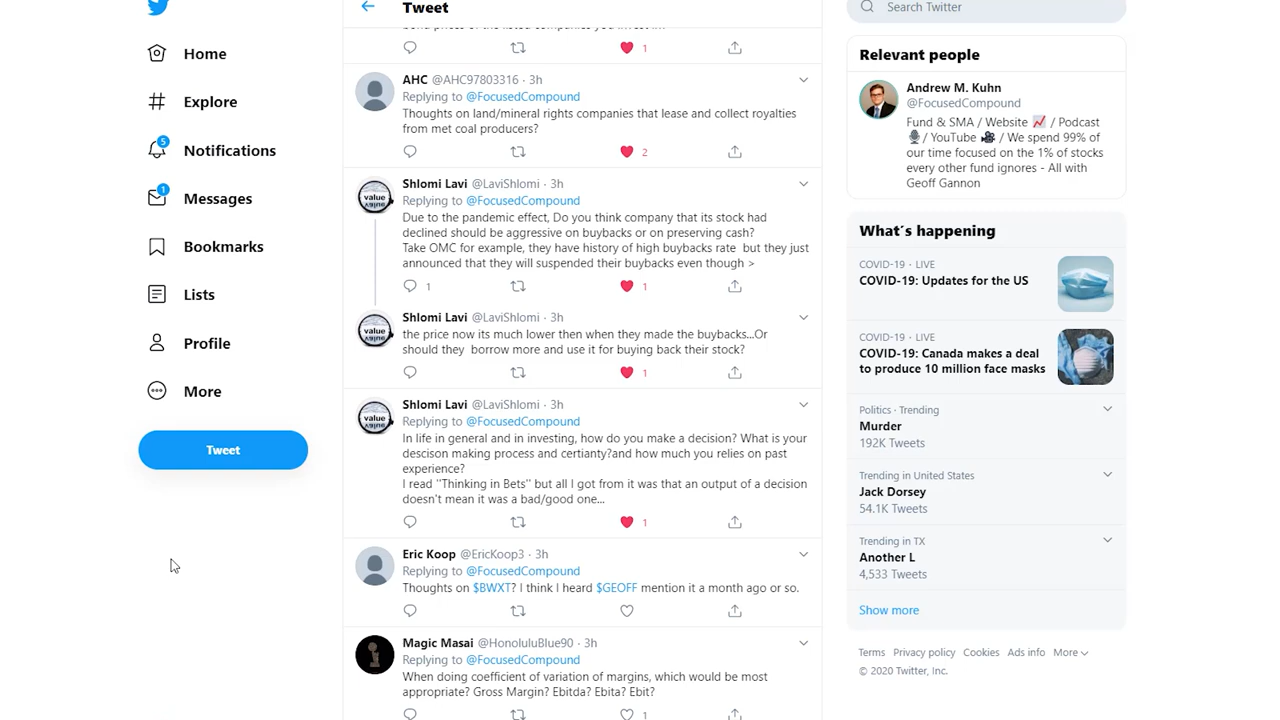 Home
Explore
5
Notifications
1
Messages
Bookmarks
Lists
Profile
More
Tweet
Tweet
1
AHC @AHC97803316 · 3h
Replying to @FocusedCompound
Thoughts on land/mineral rights companies that lease and collect royalties
from met coal producers?
2
Shlomi Lavi @LaviShlomi · 3h
Replying to @FocusedCompound
Due to the pandemic effect, Do you think company that its stock had
declined should be aggressive on buybacks or on preserving cash?
Take OMC for example, they have history of high buybacks rate but they just
announced that they will suspended their buybacks even though >
1 1
Shlomi Lavi @LaviShlomi · 3h
the price now its much lower then when they made the buybacks...Or
should they borrow more and use it for buying back their stock?
1
Shlomi Lavi @LaviShlomi · 3h
Replying to @FocusedCompound
In life in general and in investing, how do you make a decision? What is your
descison making process and certianty?and how much you relies on past
experience?
I read "Thinking in Bets" but all I got from it was that an output of a decision
doesn't mean it was a bad/good one...
1
Eric Koop @EricKoop3 · 3h
Replying to @FocusedCompound
Thoughts on $BWXT? I think I heard $GEOFF mention it a month ago or so.
Magic Masai @HonoluluBlue90 · 3h
Replying to @FocusedCompound
When doing coefficient of variation of margins, which would be most
appropriate? Gross Margin? Ebitda? Ebita? Ebit?
1
Search Twitter
Relevant people
Andrew M. Kuhn
@FocusedCompound
Fund & SMA / Website / Podcast
/ YouTube / We spend 99% of
our time focused on the 1% of stocks
every other fund ignores - All with
Geoff Gannon
What's happening
COVID-19 · LIVE
COVID-19: Updates for the US
COVID-19 · LIVE
COVID-19: Canada makes a deal
to produce 10 million face masks
Politics · Trending
Murder
192K Tweets
Trending in United States
Jack Dorsey
54.1K Tweets
Trending in TX
Another L
4,533 Tweets
Show more
Terms Privacy policy Cookies Ads info More
© 2020 Twitter, Inc.